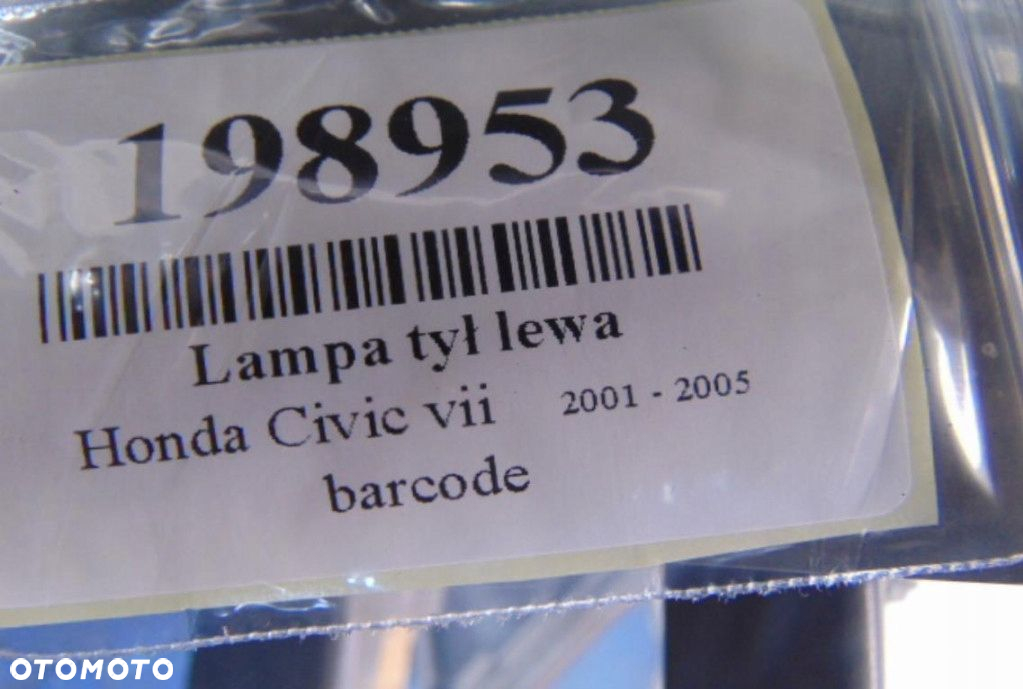 198953
Lampa tył lewa
Honda Civic vii 2001 - 2005
barcode
OTOMOTO